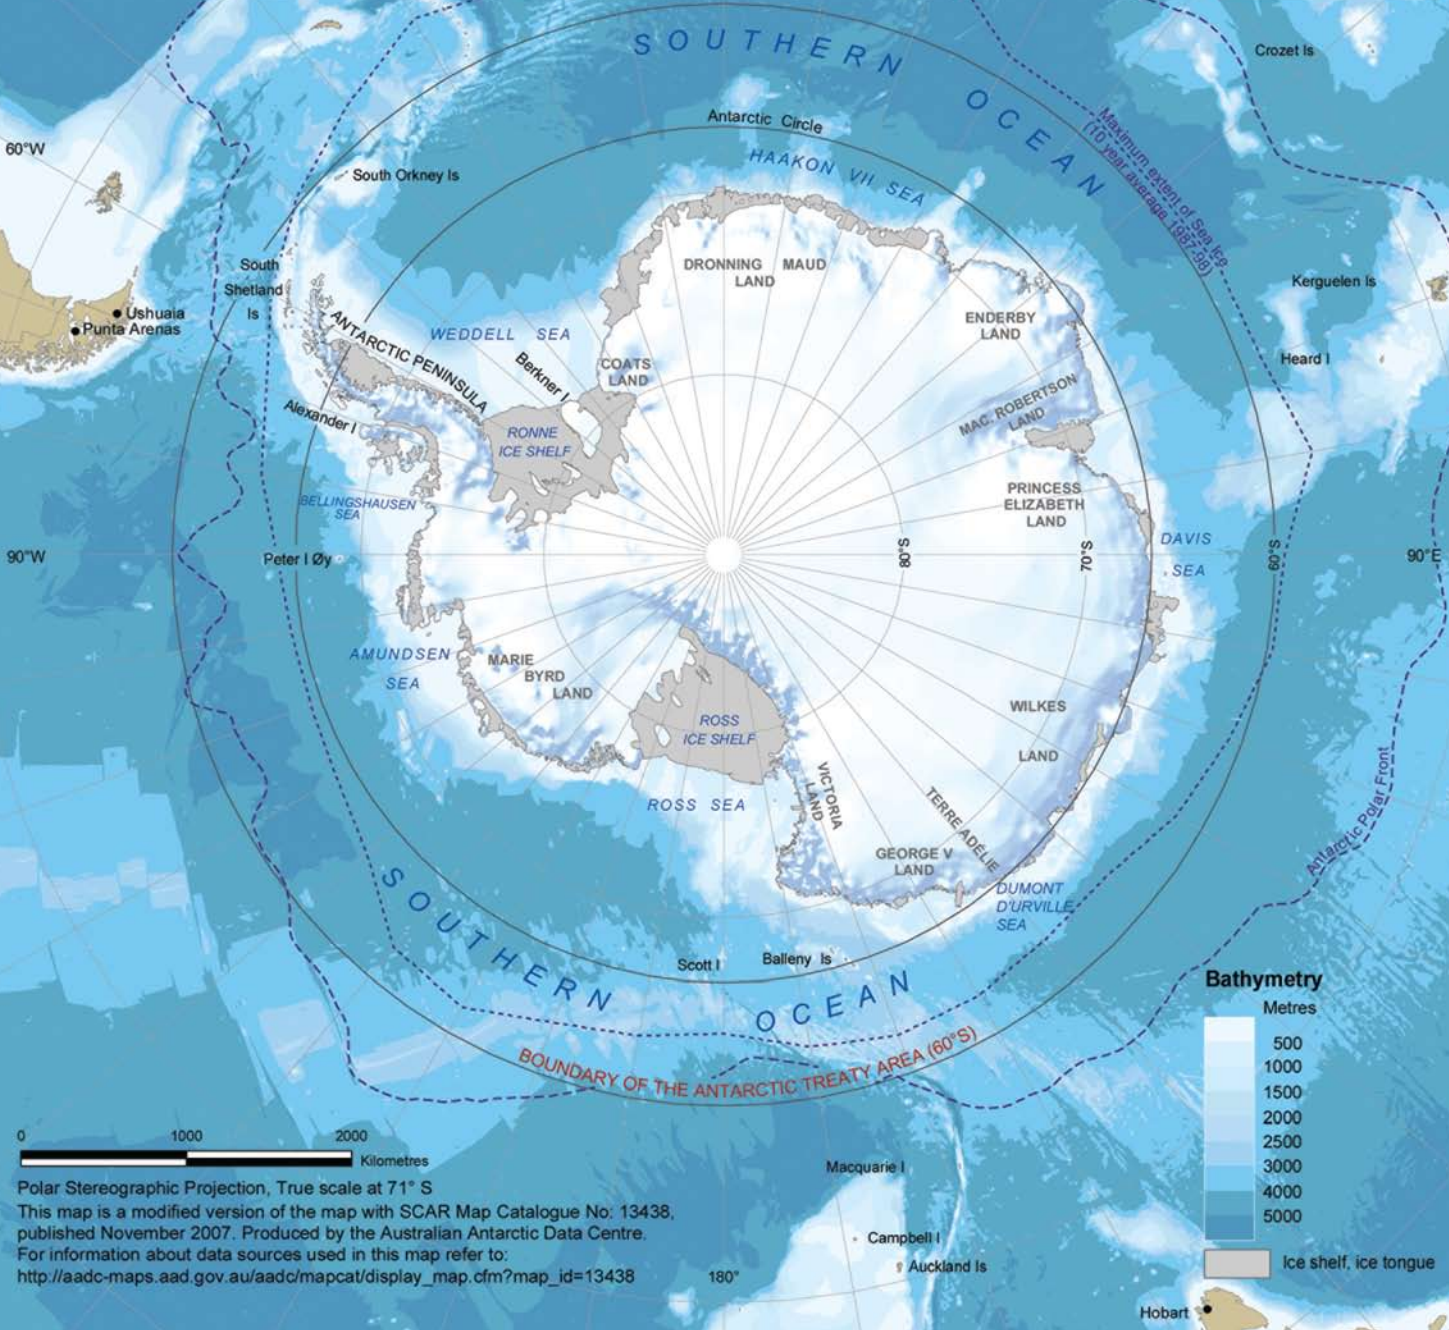 SOUTHERN
OCEAN
Crozet Is
Antarctic Circle
Maximum extent of Sea Ice
(10 year average 1987-98)
HAAKON VII SEA
60°W
South Orkney Is
South
Shetland
Is
DRONNING MAUD
LAND
Kerguelen Is
Ushuaia
Punta Arenas
ENDERBY
LAND
WEDDELL SEA
ANTARCTIC PENINSULA
Berkner I
COATS
LAND
Heard I
MAC. ROBERTSON
LAND
Alexander I
RONNE
ICE SHELF
BELLINGSHAUSEN
SEA
PRINCESS
ELIZABETH
LAND
DAVIS
SEA
90°W
Peter I Øy
80°S
70°S
60°S
90°E
AMUNDSEN
SEA
MARIE
BYRD
LAND
ROSS
ICE SHELF
WILKES
LAND
ROSS SEA
VICTORIA
LAND
TERRE ADÉLIE
GEORGE V
LAND
DUMONT
D'URVILLE
SEA
Antarctic Polar Front
Scott I
Balleny Is
SOUTHERN
OCEAN
BOUNDARY OF THE ANTARCTIC TREATY AREA (60°S)
Bathymetry
Metres
500
1000
1500
2000
2500
3000
4000
5000
Ice shelf, ice tongue
0 1000 2000
Kilometres
Polar Stereographic Projection, True scale at 71° S
This map is a modified version of the map with SCAR Map Catalogue No: 13438,
published November 2007. Produced by the Australian Antarctic Data Centre.
For information about data sources used in this map refer to:
http://aadc-maps.aad.gov.au/aadc/mapcat/display_map.cfm?map_id=13438
Macquarie I
Campbell I
Auckland Is
180°
Hobart